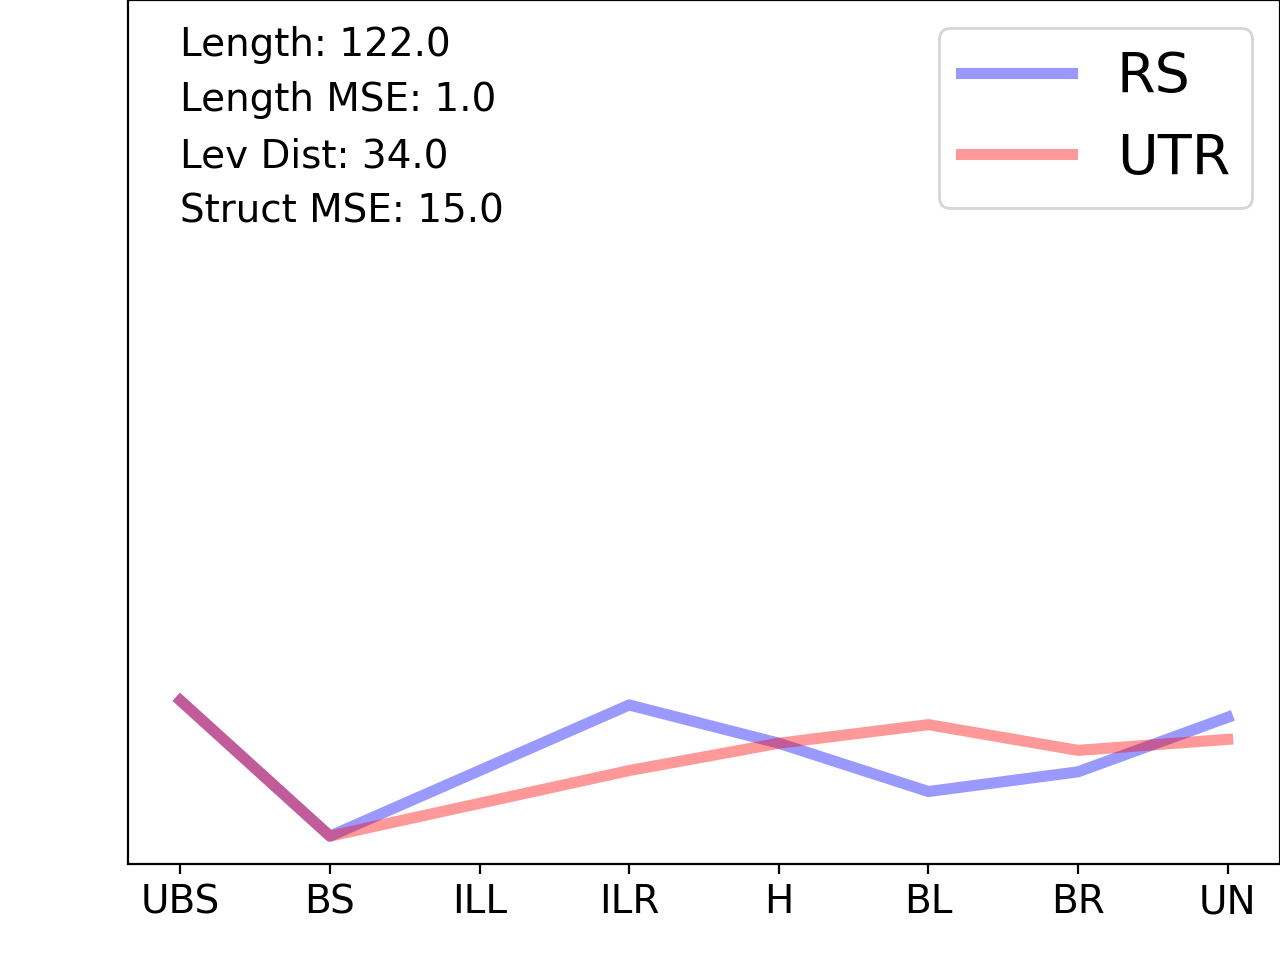 Length: 122.0
Length MSE: 1.0
Lev Dist: 34.0
Struct MSE: 15.0
RS
UTR
UBS BS ILL ILR H BL BR UN